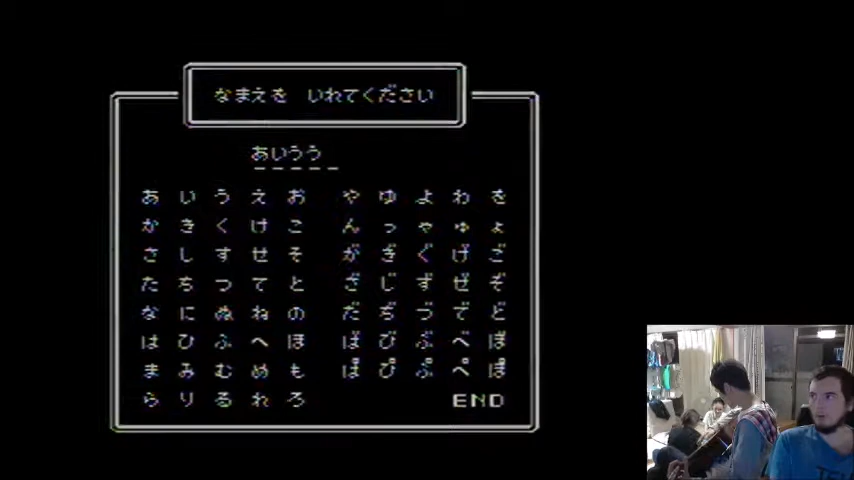 なまえを いれてください
あいうう
あ い う え お や ゆ よ わ を
か き く け こ ん っ ゃ ゅ ょ
さ し す せ そ が ぎ ぐ げ ご
た ち つ て と ざ じ ず ぜ ぞ
な に ぬ ね の だ ぢ づ で ど
は ひ ふ へ ほ ば び ぶ べ ぼ
ま み む め も ぱ ぴ ぷ ぺ ぽ
ら り る れ ろ END